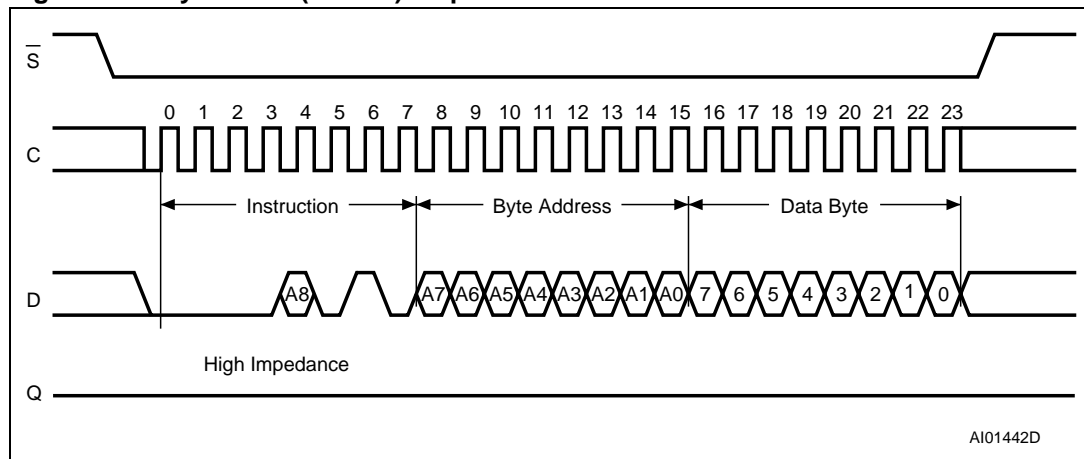 S
0 1 2 3 4 5 6 7 8 9 10 11 12 13 14 15 16 17 18 19 20 21 22 23
C
Instruction Byte Address Data Byte
D A8 A7 A6 A5 A4 A3 A2 A1 A0 7 6 5 4 3 2 1 0
High Impedance
Q
AI01442D